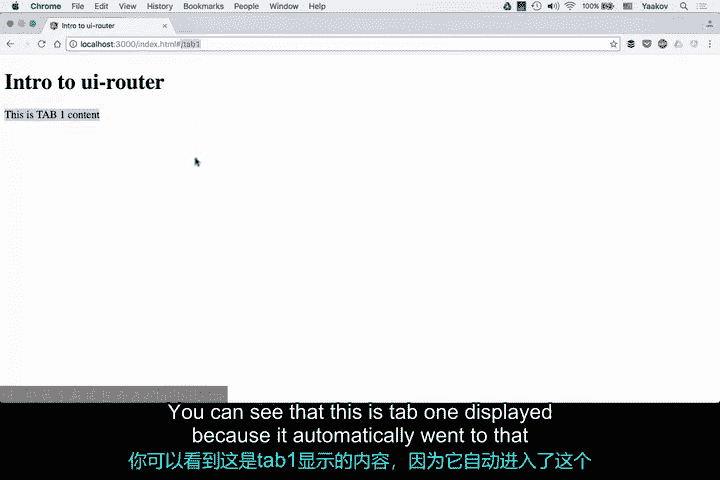 Chrome File Edit View History Bookmarks People Window Help 100% Yaakov
Intro to ui-router
localhost:3000/index.html#/tab1
Intro to ui-router
This is TAB 1 content
You can see that this is tab one displayed
because it automatically went to that
你可以看到这是tab1显示的内容，因为它自动进入了这个